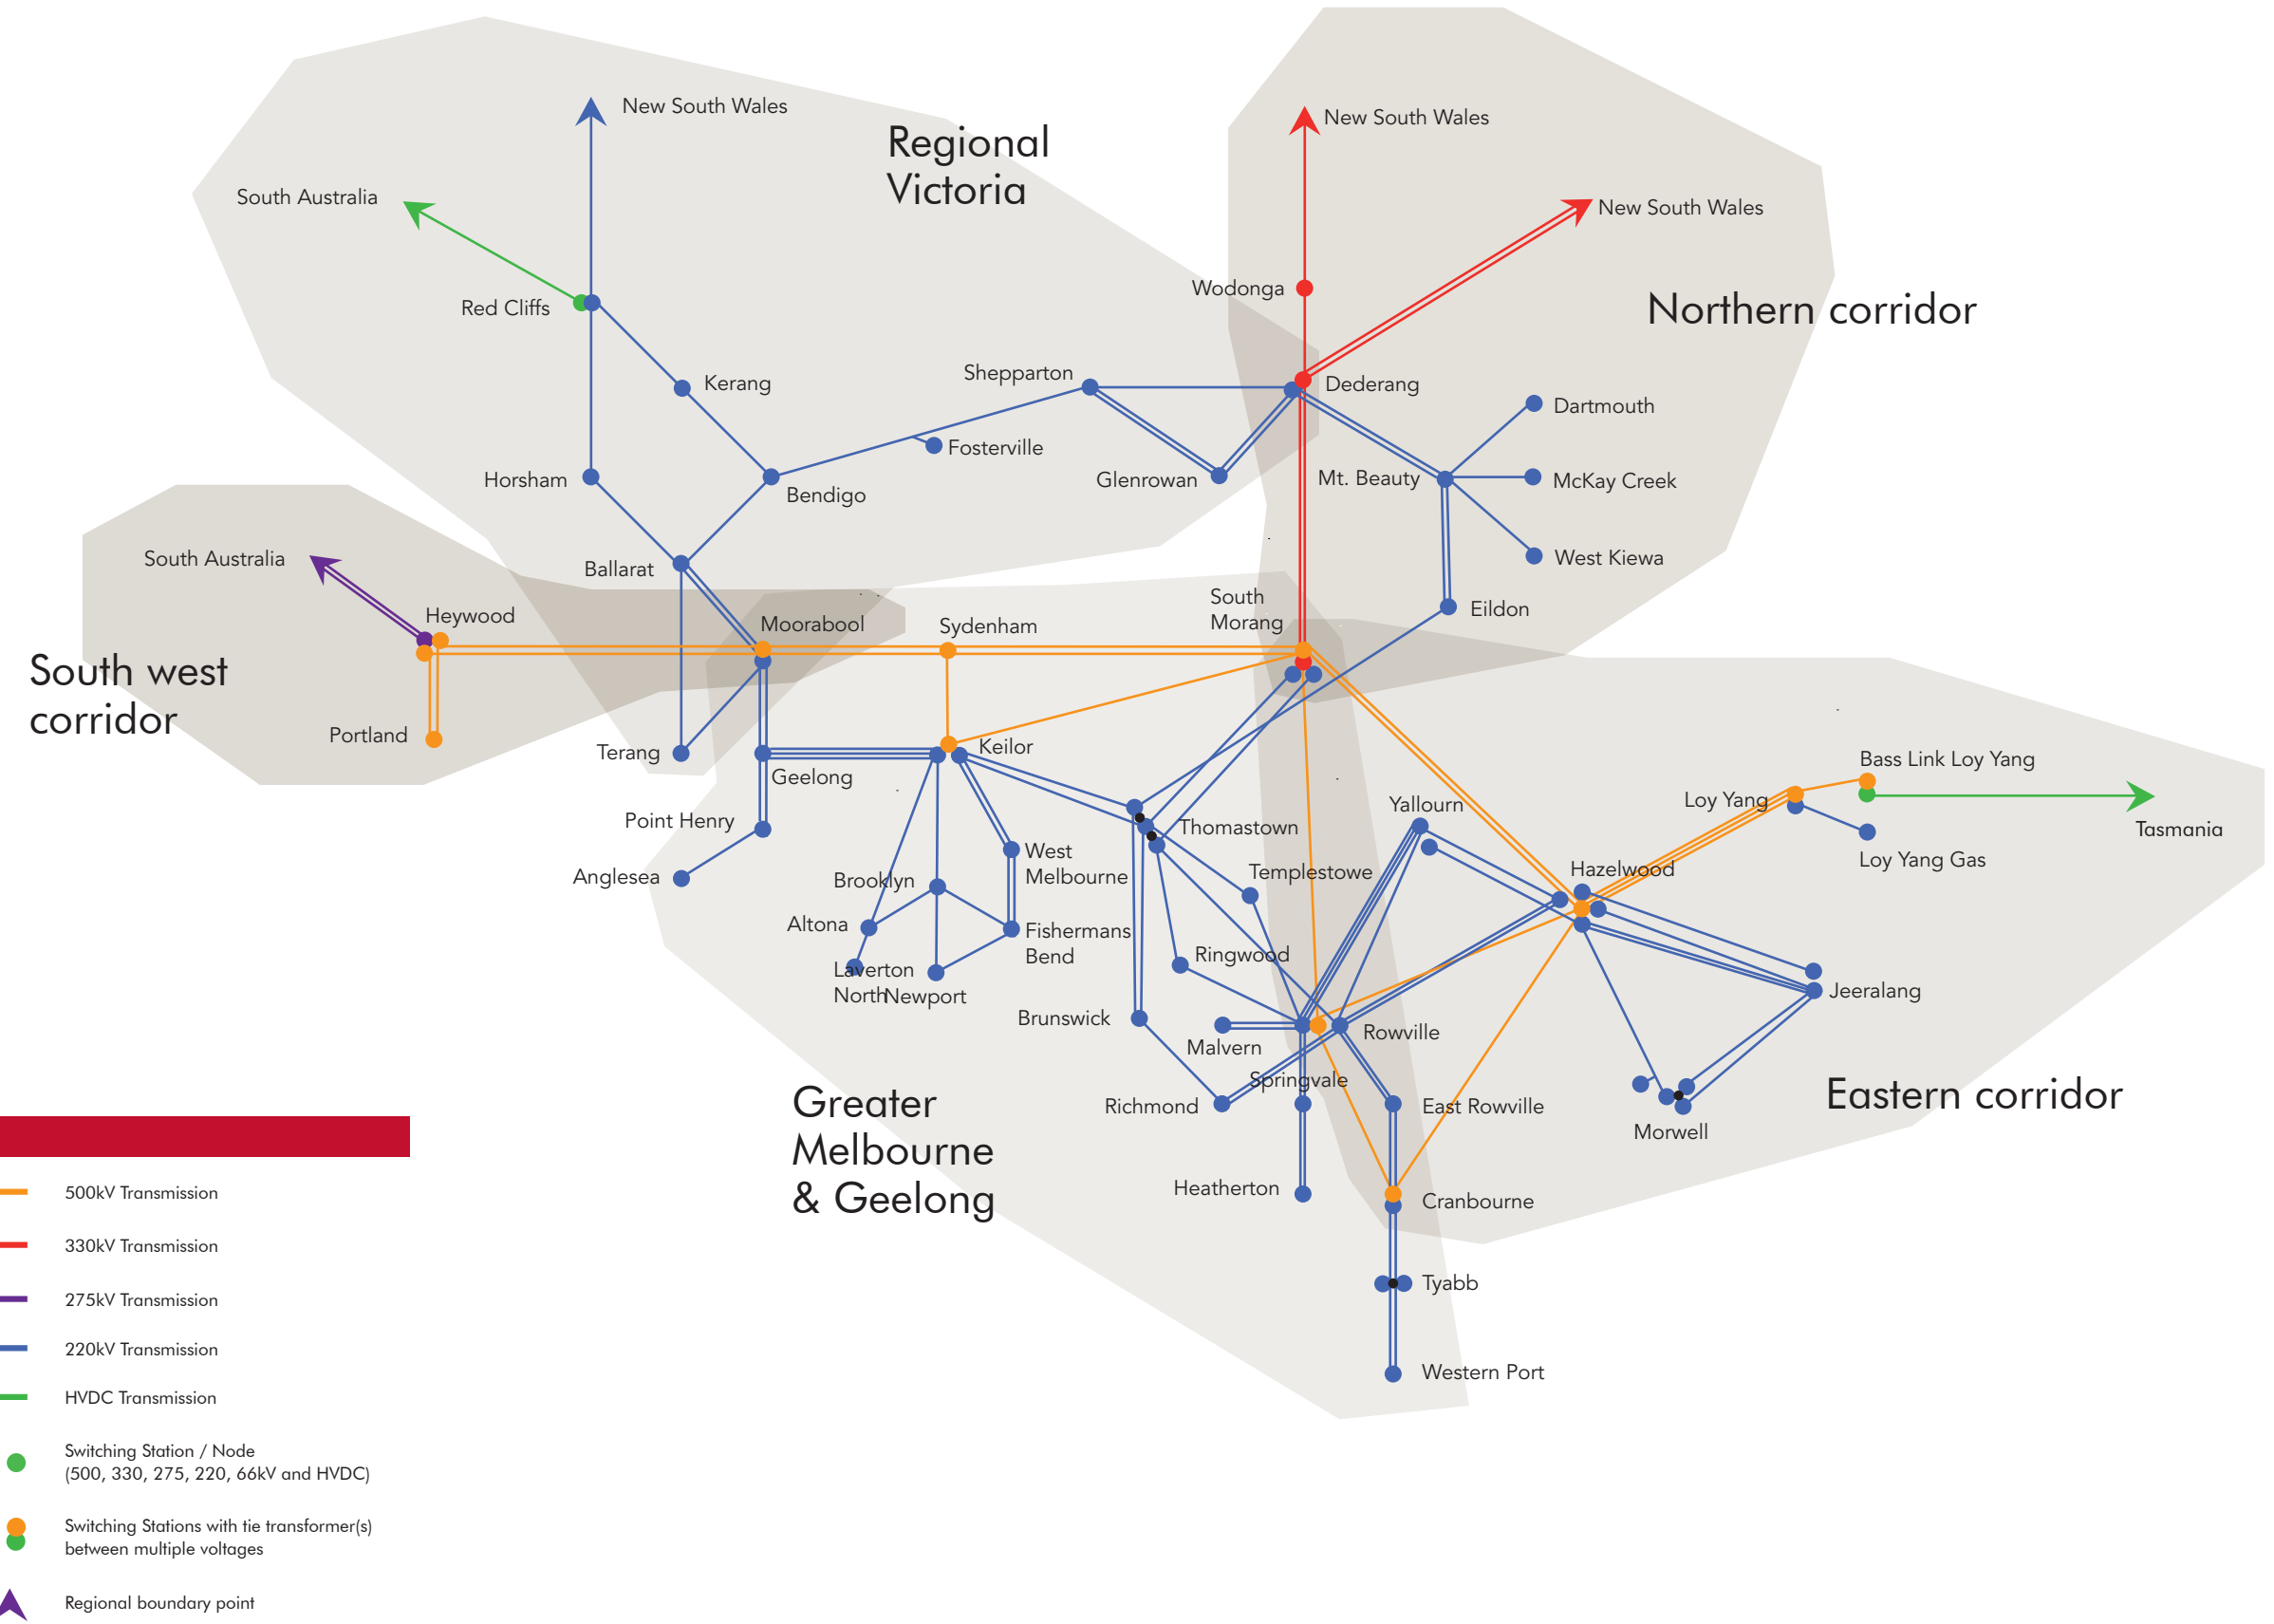 New South Wales
New South Wales
Regional
Victoria
South Australia
New South Wales
Wodonga
Red Cliffs
Northern corridor
Shepparton
Kerang
Dederang
Dartmouth
Fosterville
Horsham
Bendigo
Glenrowan
Mt. Beauty
McKay Creek
South Australia
Ballarat
West Kiewa
Heywood
Moorabool
Sydenham
South
Morang
Eildon
South west
corridor
Portland
Terang
Geelong
Keilor
Bass Link Loy Yang
Loy Yang
Yallourn
Point Henry
Thomastown
Tasmania
West
Melbourne
Loy Yang Gas
Anglesea
Brooklyn
Templestowe
Hazelwood
Altona
Fishermans
Bend
Ringwood
Laverton
North
Newport
Jeeralang
Brunswick
Malvern
Rowville
Springvale
Greater
Melbourne
& Geelong
Richmond
East Rowville
Eastern corridor
Morwell
Heatherton
Cranbourne
Tyabb
Western Port
500kV Transmission
330kV Transmission
275kV Transmission
220kV Transmission
HVDC Transmission
Switching Station / Node
(500, 330, 275, 220, 66kV and HVDC)
Switching Stations with tie transformer(s)
between multiple voltages
Regional boundary point